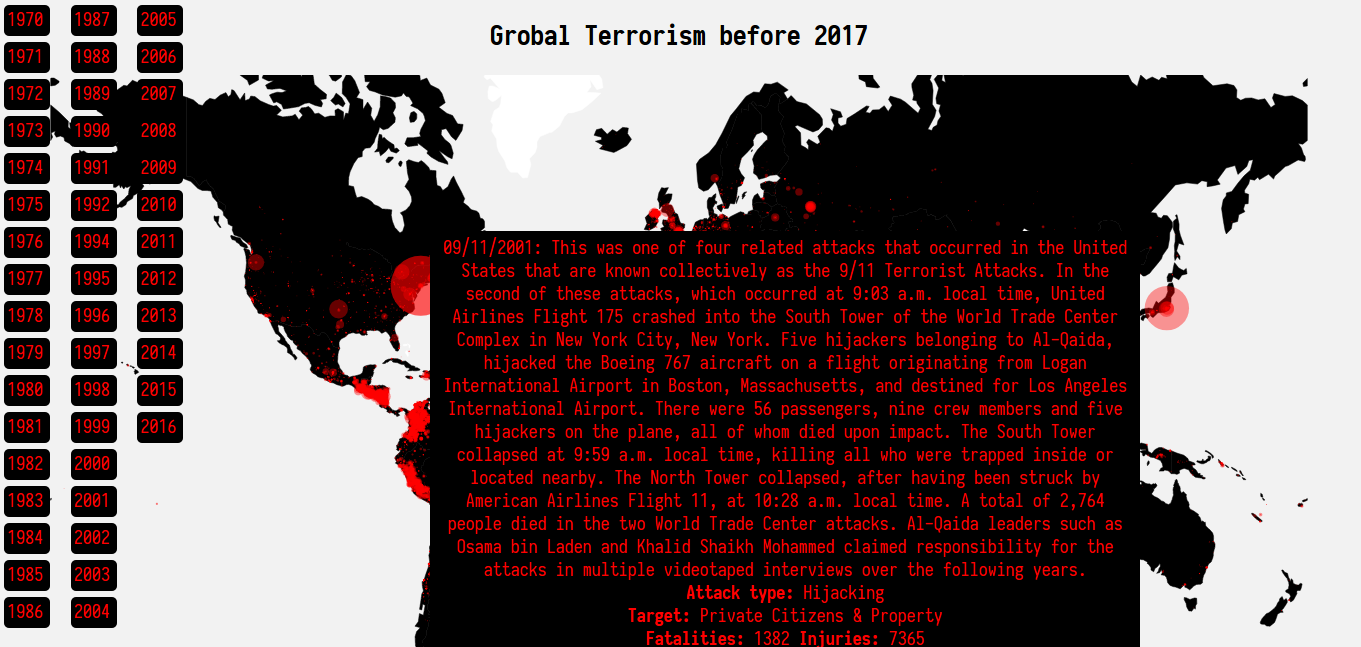 Grobal Terrorism before 2017
1970 1987 2005
1971 1988 2006
1972 1989 2007
1973 1990 2008
1974 1991 2009
1975 1992 2010
1976 1994 2011
1977 1995 2012
1978 1996 2013
1979 1997 2014
1980 1998 2015
1981 1999 2016
1982 2000
1983 2001
1984 2002
1985 2003
1986 2004
09/11/2001: This was one of four related attacks that occurred in the United
States that are known collectively as the 9/11 Terrorist Attacks. In the
second of these attacks, which occurred at 9:03 a.m. local time, United
Airlines Flight 175 crashed into the South Tower of the World Trade Center
Complex in New York City, New York. Five hijackers belonging to Al-Qaida,
hijacked the Boeing 767 aircraft on a flight originating from Logan
International Airport in Boston, Massachusetts, and destined for Los Angeles
International Airport. There were 56 passengers, nine crew members and five
hijackers on the plane, all of whom died upon impact. The South Tower
collapsed at 9:59 a.m. local time, killing all who were trapped inside or
located nearby. The North Tower collapsed, after having been struck by
American Airlines Flight 11, at 10:28 a.m. local time. A total of 2,764
people died in the two World Trade Center attacks. Al-Qaida leaders such as
Osama bin Laden and Khalid Shaikh Mohammed claimed responsibility for the
attacks in multiple videotaped interviews over the following years.
Attack type: Hijacking
Target: Private Citizens & Property
Fatalities: 1382 Injuries: 7365